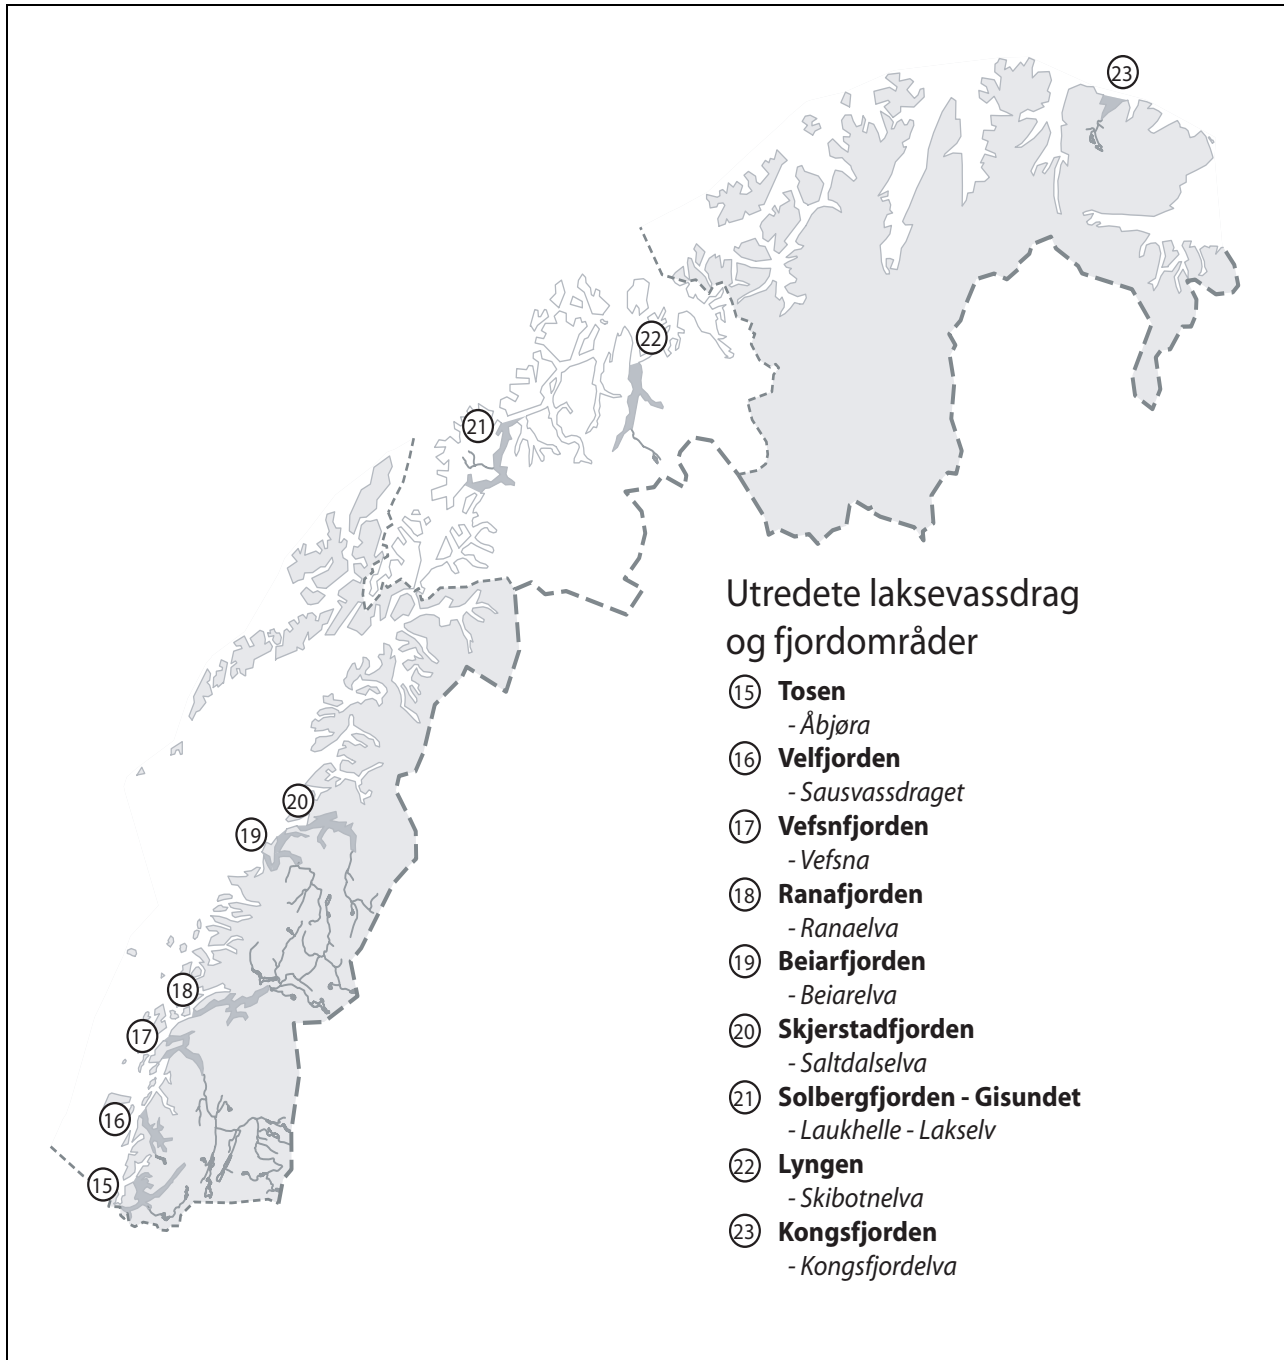 23
22
21
20
19
18
17
16
15
Utredete laksevassdrag
og fjordområder
15 Tosen
- Åbjøra
16 Velfjorden
- Sausvassdraget
17 Vefsnfjorden
- Vefsna
18 Ranafjorden
- Ranaelva
19 Beiarfjorden
- Beiarelva
20 Skjerstadfjorden
- Saltdalselva
21 Solbergfjorden - Gisundet
- Laukhelle - Lakselv
22 Lyngen
- Skibotnelva
23 Kongsfjorden
- Kongsfjordelva